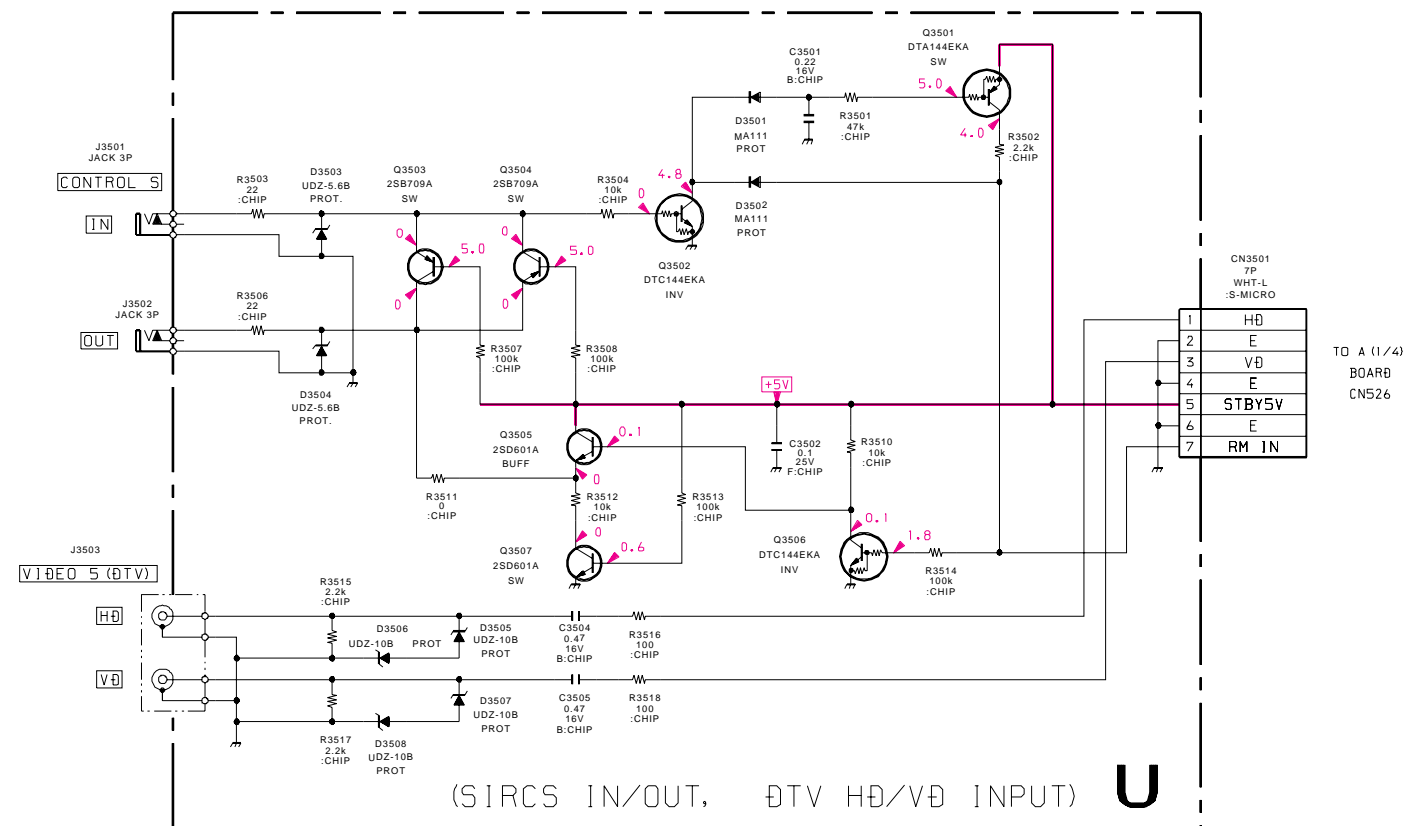 Q3501
DTA144EKA
SW
C3501
0.22
16V
B:CHIP
5.0
D3501
MA111
PROT
R3501
47k
:CHIP
4.0
R3502
2.2k
:CHIP
J3501
JACK 3P
CONTROL S
IN
R3503
22
:CHIP
D3503
UDZ-5.6B
PROT.
Q3503
2SB709A
SW
Q3504
2SB709A
SW
R3504
10k
:CHIP
0
4.8
D3502
MA111
PROT
0
5.0
0
0
5.0
0
Q3502
DTC144EKA
INV
CN3501
7P
WHT-L
:S-MICRO
J3502
JACK 3P
OUT
R3506
22
:CHIP
D3504
UDZ-5.6B
PROT.
R3507
100k
:CHIP
R3508
100k
:CHIP
1 HD
2 E
3 VD
4 E
5 STBY5V
6 E
7 RM IN
TO A (1/4)
BOARD
CN526
+5V
Q3505
2SD601A
BUFF
0.1
0
C3502
0.1
25V
F:CHIP
R3510
10k
:CHIP
R3511
0
:CHIP
R3512
10k
:CHIP
R3513
100k
:CHIP
Q3507
2SD601A
SW
0
0.6
Q3506
DTC144EKA
INV
0.1
1.8
R3514
100k
:CHIP
J3503
VIDEO 5 (DTV)
HD
R3515
2.2k
:CHIP
D3506
UDZ-10B PROT
D3505
UDZ-10B
PROT
C3504
0.47
16V
B:CHIP
R3516
100
:CHIP
VD
R3517
2.2k
:CHIP
D3508
UDZ-10B
PROT
D3507
UDZ-10B
PROT
C3505
0.47
16V
B:CHIP
R3518
100
:CHIP
(SIRCS IN/OUT, DTV HD/VD INPUT) U